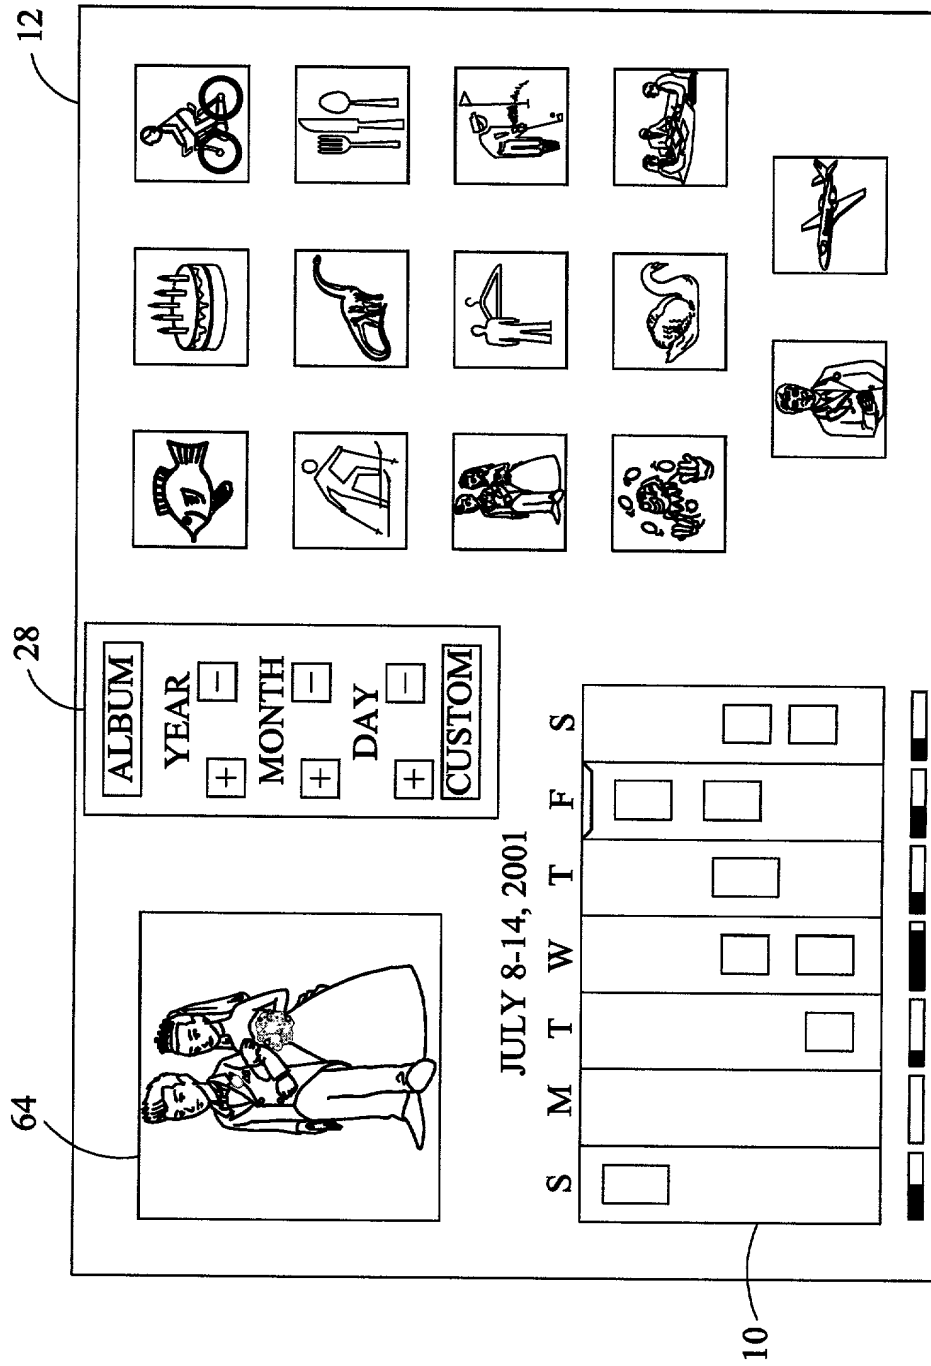 12
28
64
ALBUM
YEAR
+ −
MONTH
+ −
DAY
+ −
CUSTOM
JULY 8-14, 2001
S M T W T F S
10